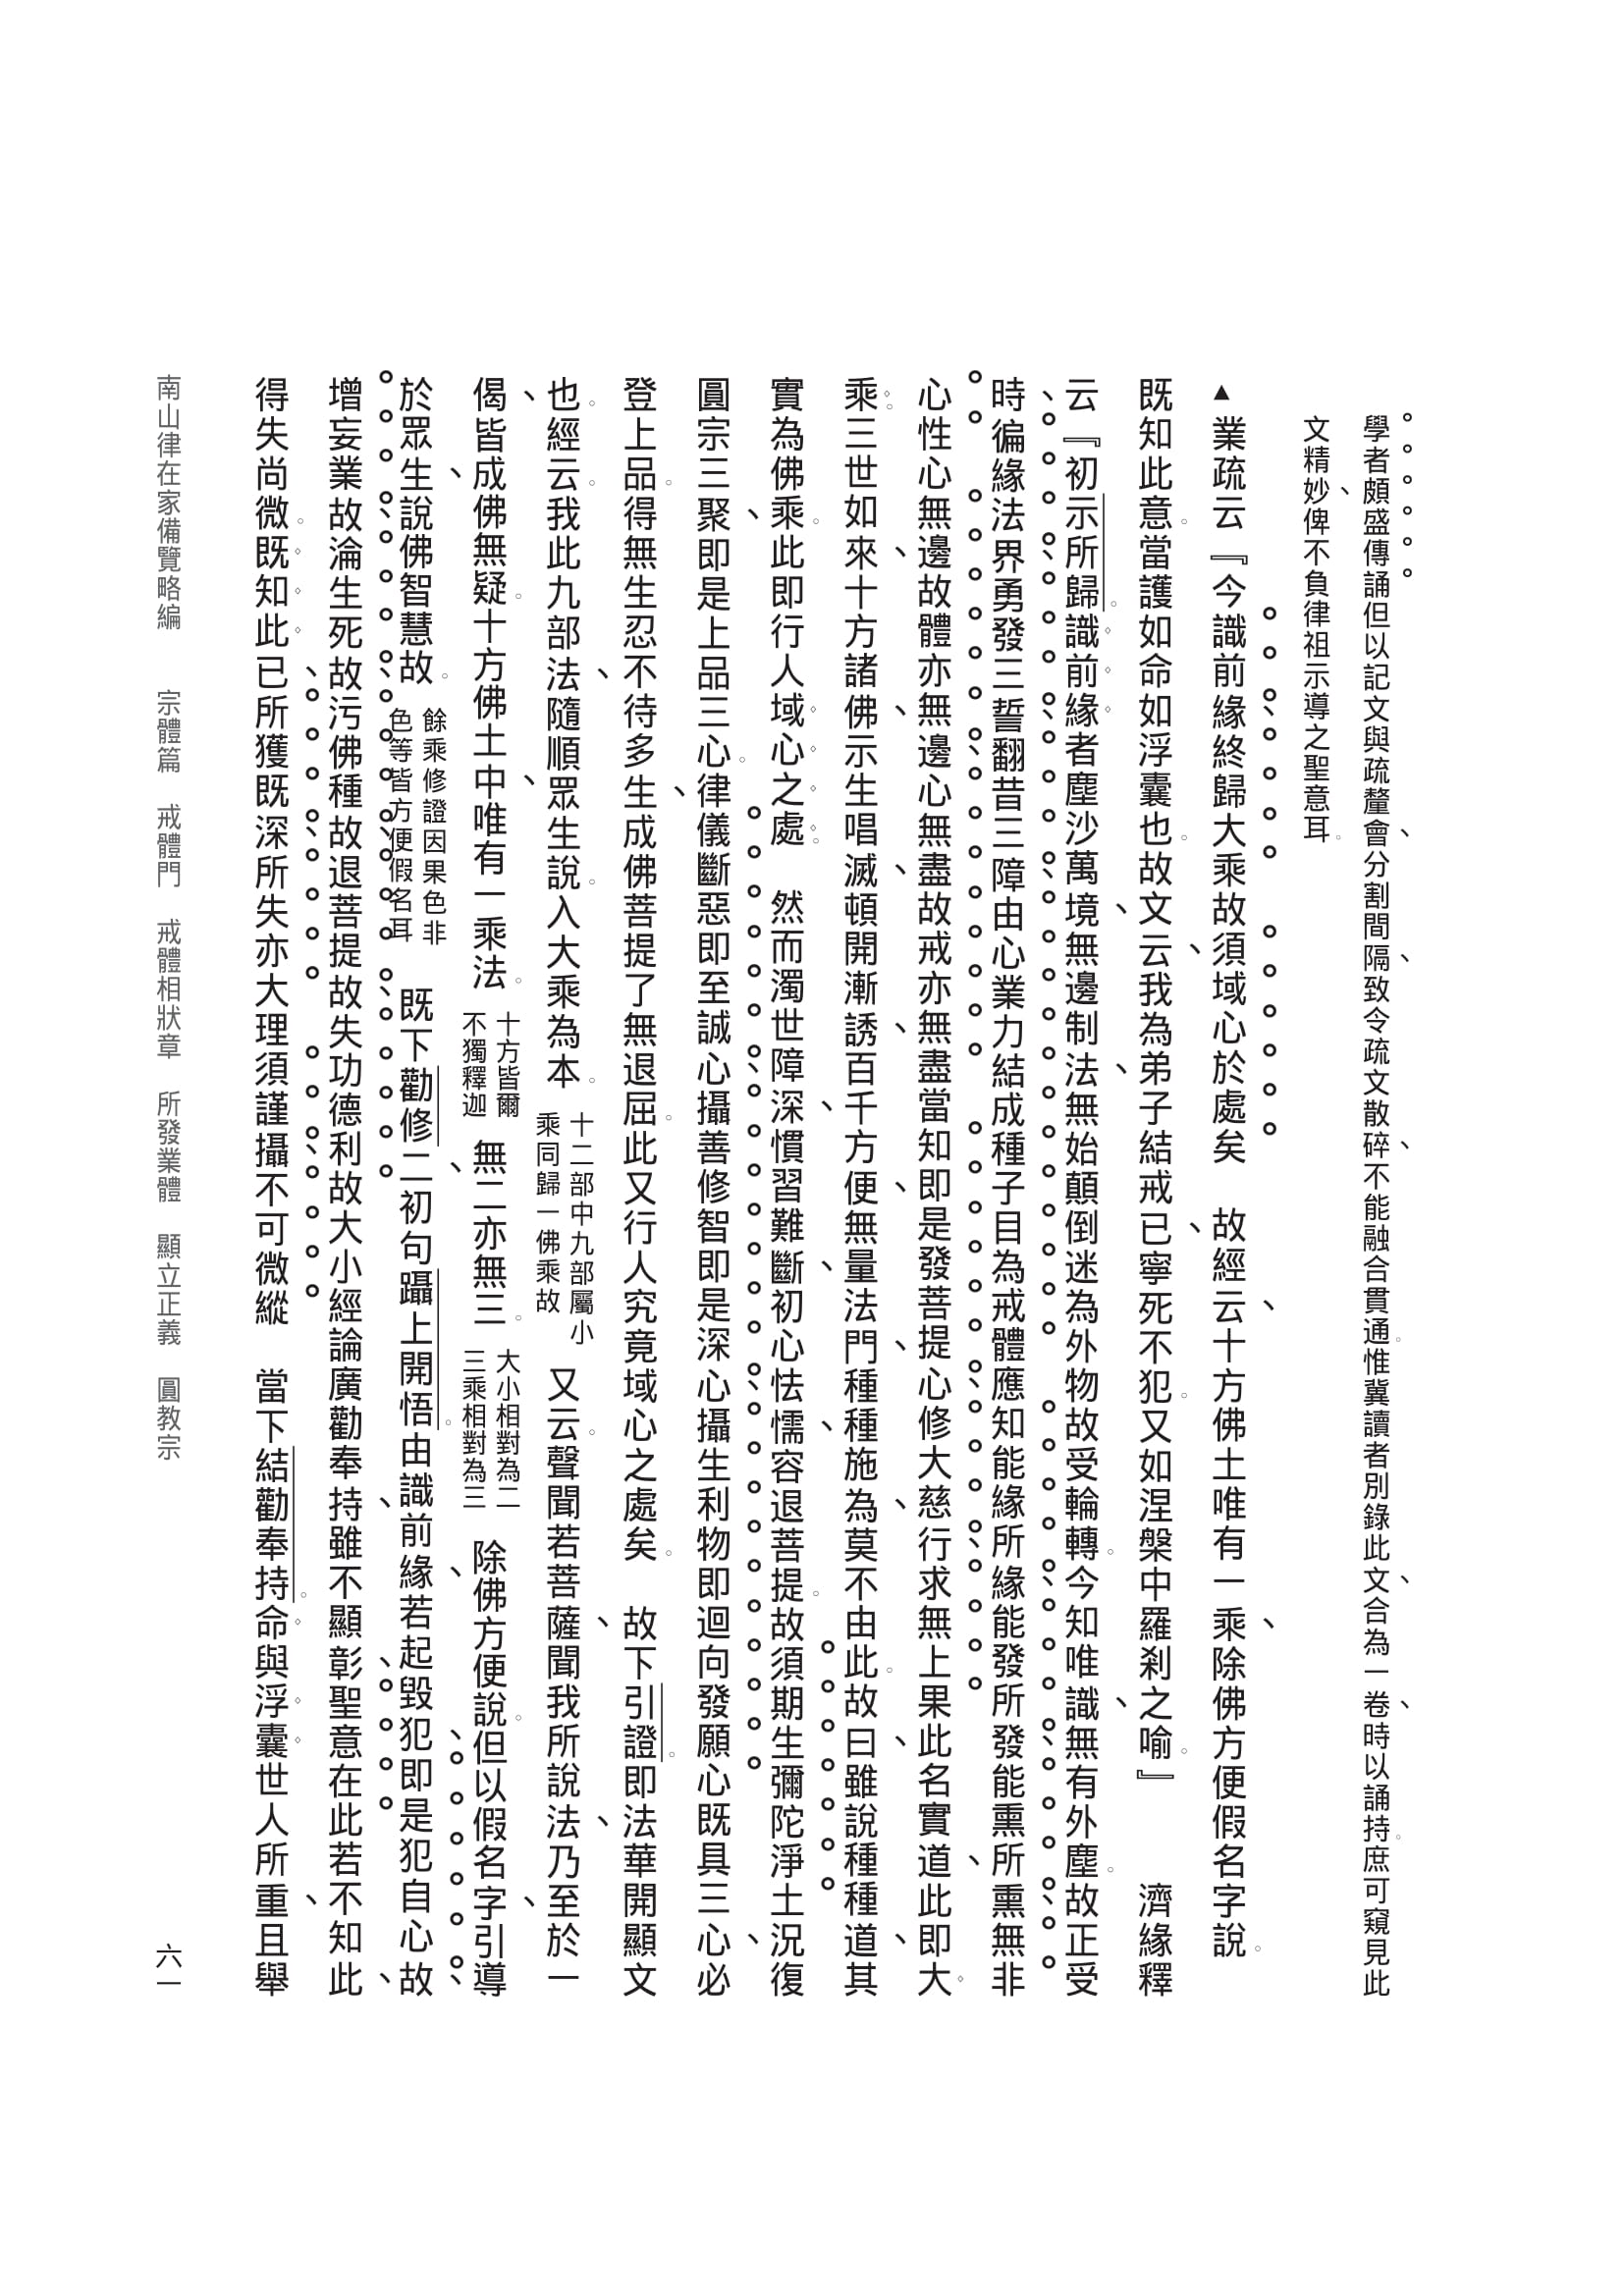 學者頗盛傳誦但以記文與疏釐會分割間隔致令疏文散碎不能融合貫通。惟冀讀者別錄此文合為一卷時以誦持。庶可窺見此
文精妙俾不負律祖示導之聖意耳。
▲業疏云『今識前緣終歸大乘故須域心於處矣　故經云十方佛土唯有一乘除佛方便假名字說。
既知此意。當護如命如浮囊也。故文云我為弟子結戒已寧死不犯。又如涅槃中羅剎之喻。』　濟緣釋
云『初示所歸。識前緣者塵沙萬境無邊制法無始顛倒迷為外物故受輪轉。今知唯識無有外塵。故正受
時徧緣法界勇發三誓翻昔三障由心業力結成種子目為戒體應知能緣所緣能發所發能熏所熏無非
心性心無邊故體亦無邊心無盡故戒亦無盡當知即是發菩提心修大慈行求無上果此名實道此即大
乘。三世如來十方諸佛示生唱滅頓開漸誘百千方便無量法門種種施為莫不由此。故曰雖說種種道其
實為佛乘。此即行人域心之處。　然而濁世障深慣習難斷初心怯懦容退菩提。故須期生彌陀淨土況復
圓宗三聚即是上品三心。律儀斷惡即至誠心攝善修智即是深心攝生利物即迴向發願心既具三心必
登上品。得無生忍不待多生成佛菩提了無退屈。此又行人究竟域心之處矣。　故下引證。即法華開顯文
也。經云。我此九部法隨順眾生說。入大乘為本。十二部中九部屬小乘同歸一佛乘故　又云。聲聞若菩薩聞我所說法乃至於一
偈皆成佛無疑。十方佛土中唯有一乘法。十方皆爾不獨釋迦　無二亦無三。大小相對為二三乘相對為三　除佛方便說。但以假名字引導
於眾生說佛智慧故。餘乘修證因果色非色等皆方便假名耳　既下勸修二初句躡上開悟。由識前緣若起毀犯即是犯自心故
增妄業故淪生死故污佛種故退菩提故失功德利故大小經論廣勸奉持雖不顯彰聖意在此若不知此
得失尚微。既知此已所獲既深所失亦大理須謹攝不可微縱　當下結勸奉持。命與浮囊世人所重且舉
南山律在家備覽略編　宗體篇　戒體門　戒體相狀章　所發業體　顯立正義　圓教宗
六一